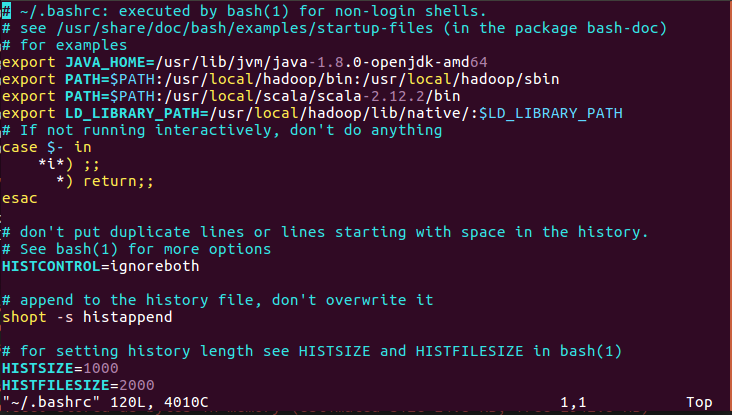 # ~/.bashrc: executed by bash(1) for non-login shells.
# see /usr/share/doc/bash/examples/startup-files (in the package bash-doc)
# for examples
export JAVA_HOME=/usr/lib/jvm/java-1.8.0-openjdk-amd64
export PATH=$PATH:/usr/local/hadoop/bin:/usr/local/hadoop/sbin
export PATH=$PATH:/usr/local/scala/scala-2.12.2/bin
export LD_LIBRARY_PATH=/usr/local/hadoop/lib/native/:$LD_LIBRARY_PATH
# If not running interactively, don't do anything
case $- in
    *i*) ;;
      *) return;;
esac
# don't put duplicate lines or lines starting with space in the history.
# See bash(1) for more options
HISTCONTROL=ignoreboth
# append to the history file, don't overwrite it
shopt -s histappend
# for setting history length see HISTSIZE and HISTFILESIZE in bash(1)
HISTSIZE=1000
HISTFILESIZE=2000
"~/.bashrc" 120L, 4010C 1,1 Top